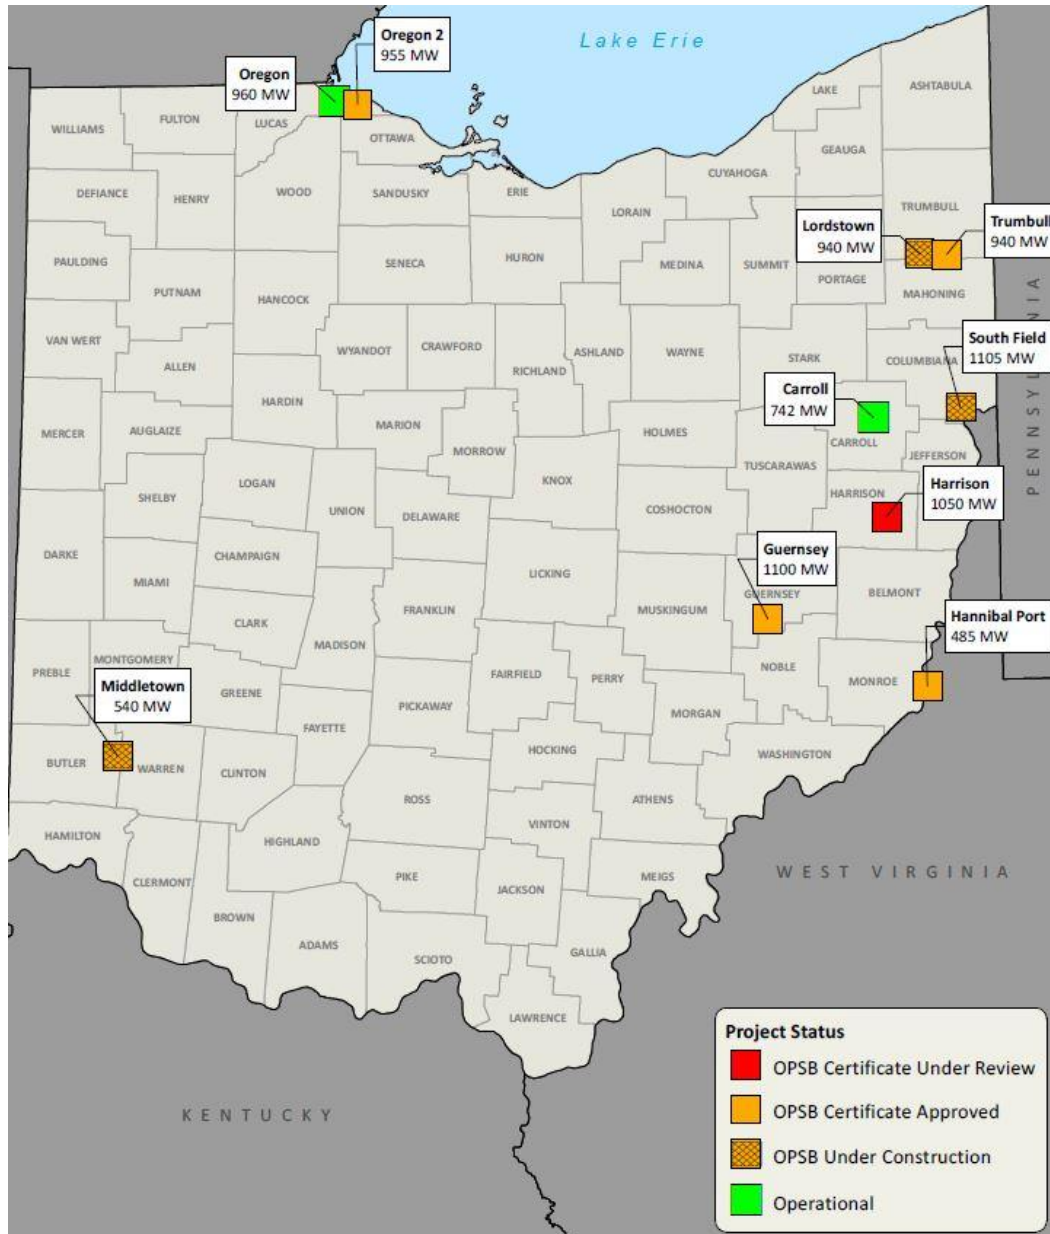 Lake Erie
Oregon 2
955 MW
Oregon
960 MW
LAKE
ASHTABULA
WILLIAMS
FULTON
LUCAS
OTTAWA
GEAUGA
CUYAHOGA
DEFIANCE
HENRY
WOOD
SANDUSKY
ERIE
LORAIN
TRUMBULL
Lordstown
940 MW
Trumbull
940 MW
PAULDING
PUTNAM
HANCOCK
SENECA
HURON
MEDINA
SUMMIT
PORTAGE
MAHONING
VAN WERT
ALLEN
WYANDOT
CRAWFORD
RICHLAND
ASHLAND
WAYNE
STARK
COLUMBIANA
South Field
1105 MW
PENNSYLVANIA
Carroll
742 MW
HARDIN
MERCER
AUGLAIZE
MARION
MORROW
HOLMES
TUSCARAWAS
CARROLL
JEFFERSON
LOGAN
SHELBY
UNION
DELAWARE
KNOX
COSHOCTON
HARRISON
Harrison
1050 MW
DARKE
CHAMPAIGN
MIAMI
LICKING
Guernsey
1100 MW
GUERNSEY
BELMONT
CLARK
FRANKLIN
MUSKINGUM
Hannibal Port
485 MW
MADISON
PREBLE
MONTGOMERY
Middletown
540 MW
GREENE
FAIRFIELD
PERRY
NOBLE
MONROE
PICKAWAY
FAYETTE
MORGAN
HOCKING
WASHINGTON
BUTLER
WARREN
CLINTON
ROSS
ATHENS
VINTON
HAMILTON
HIGHLAND
CLERMONT
PIKE
JACKSON
MEIGS
WEST VIRGINIA
BROWN
ADAMS
SCIOTO
GALLIA
LAWRENCE
KENTUCKY
Project Status
OPSB Certificate Under Review
OPSB Certificate Approved
OPSB Under Construction
Operational